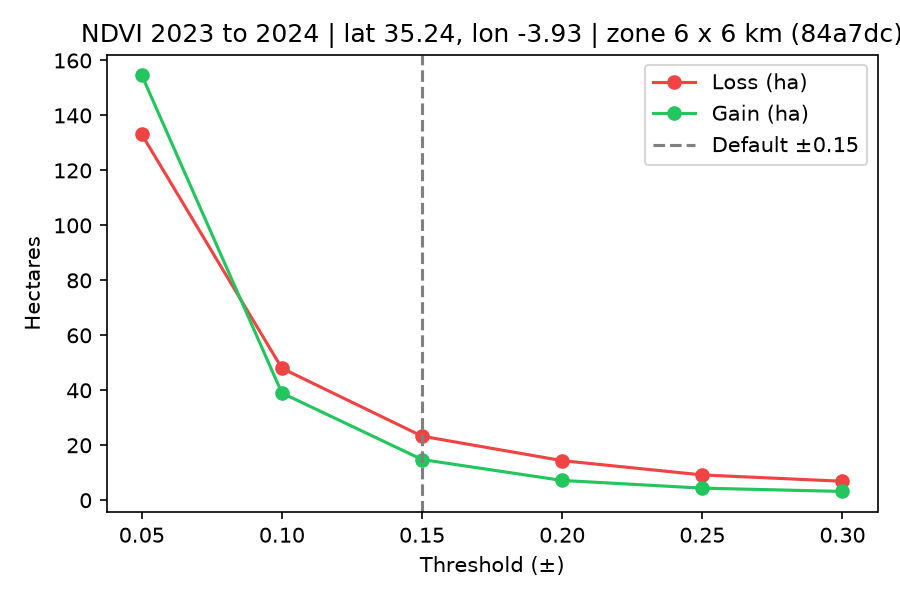 NDVI 2023 to 2024 | lat 35.24, lon -3.93 | zone 6 x 6 km (84a7dc)
Loss (ha)
Gain (ha)
Default ±0.15
Hectares
160
140
120
100
80
60
40
20
0
0.05 0.10 0.15 0.20 0.25 0.30
Threshold (±)